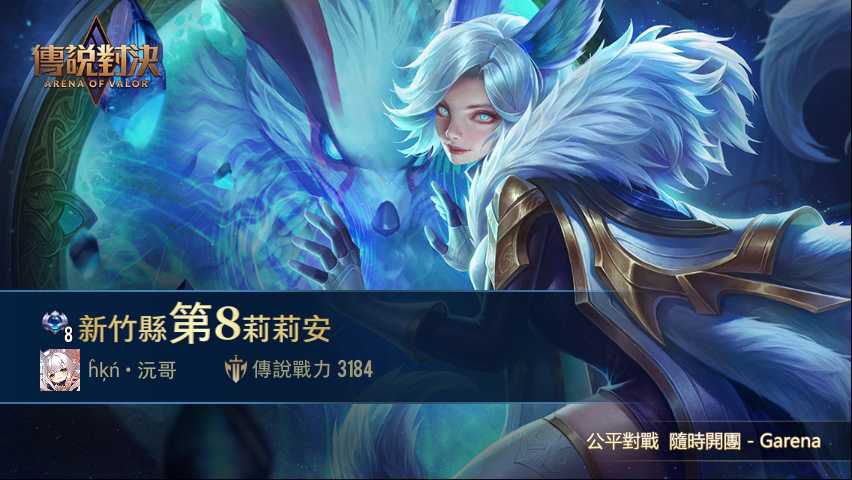 傳說對決
ARENA OF VALOR
8 新竹縣第8莉莉安
ĥķń•沅哥 傳說戰力 3184
公平對戰 隨時開團 - Garena